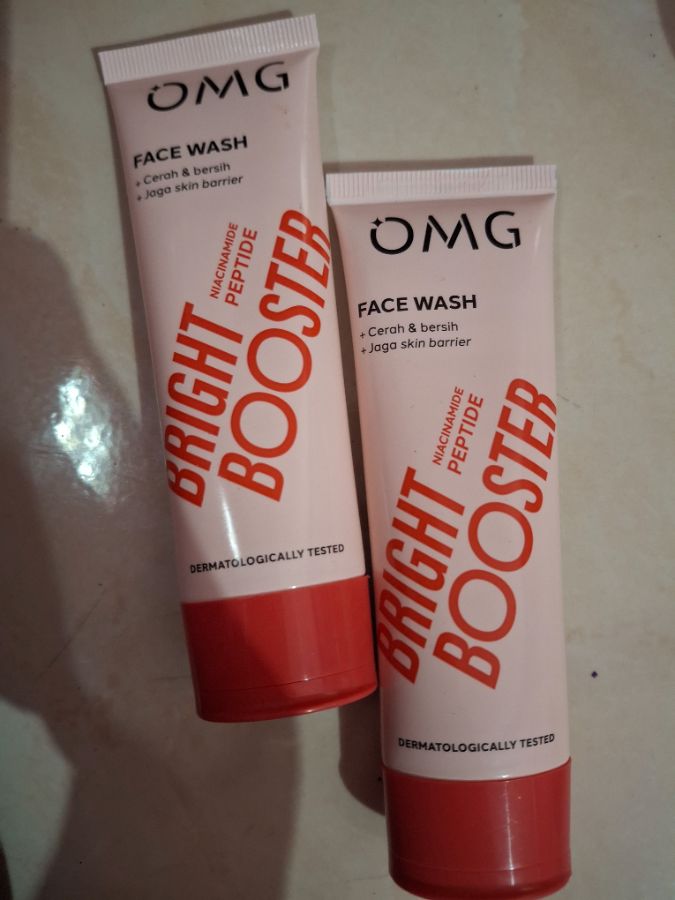 OMG
FACE WASH
+ Cerah & bersih
+ Jaga skin barrier
NIACINAMIDE
PEPTIDE
BRIGHT
BOOSTER
DERMATOLOGICALLY TESTED
OMG
FACE WASH
+ Cerah & bersih
+ Jaga skin barrier
NIACINAMIDE
PEPTIDE
BRIGHT
BOOSTER
DERMATOLOGICALLY TESTED